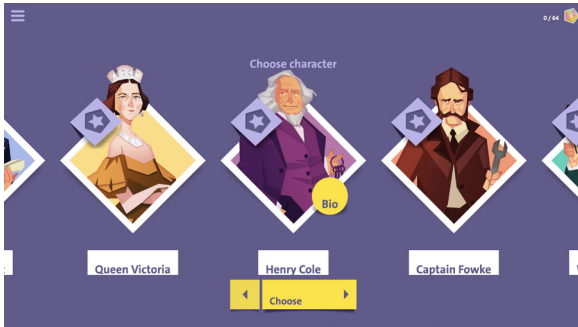 0/64
Choose character
Bio
Queen Victoria
Henry Cole
Captain Fowke
Choose